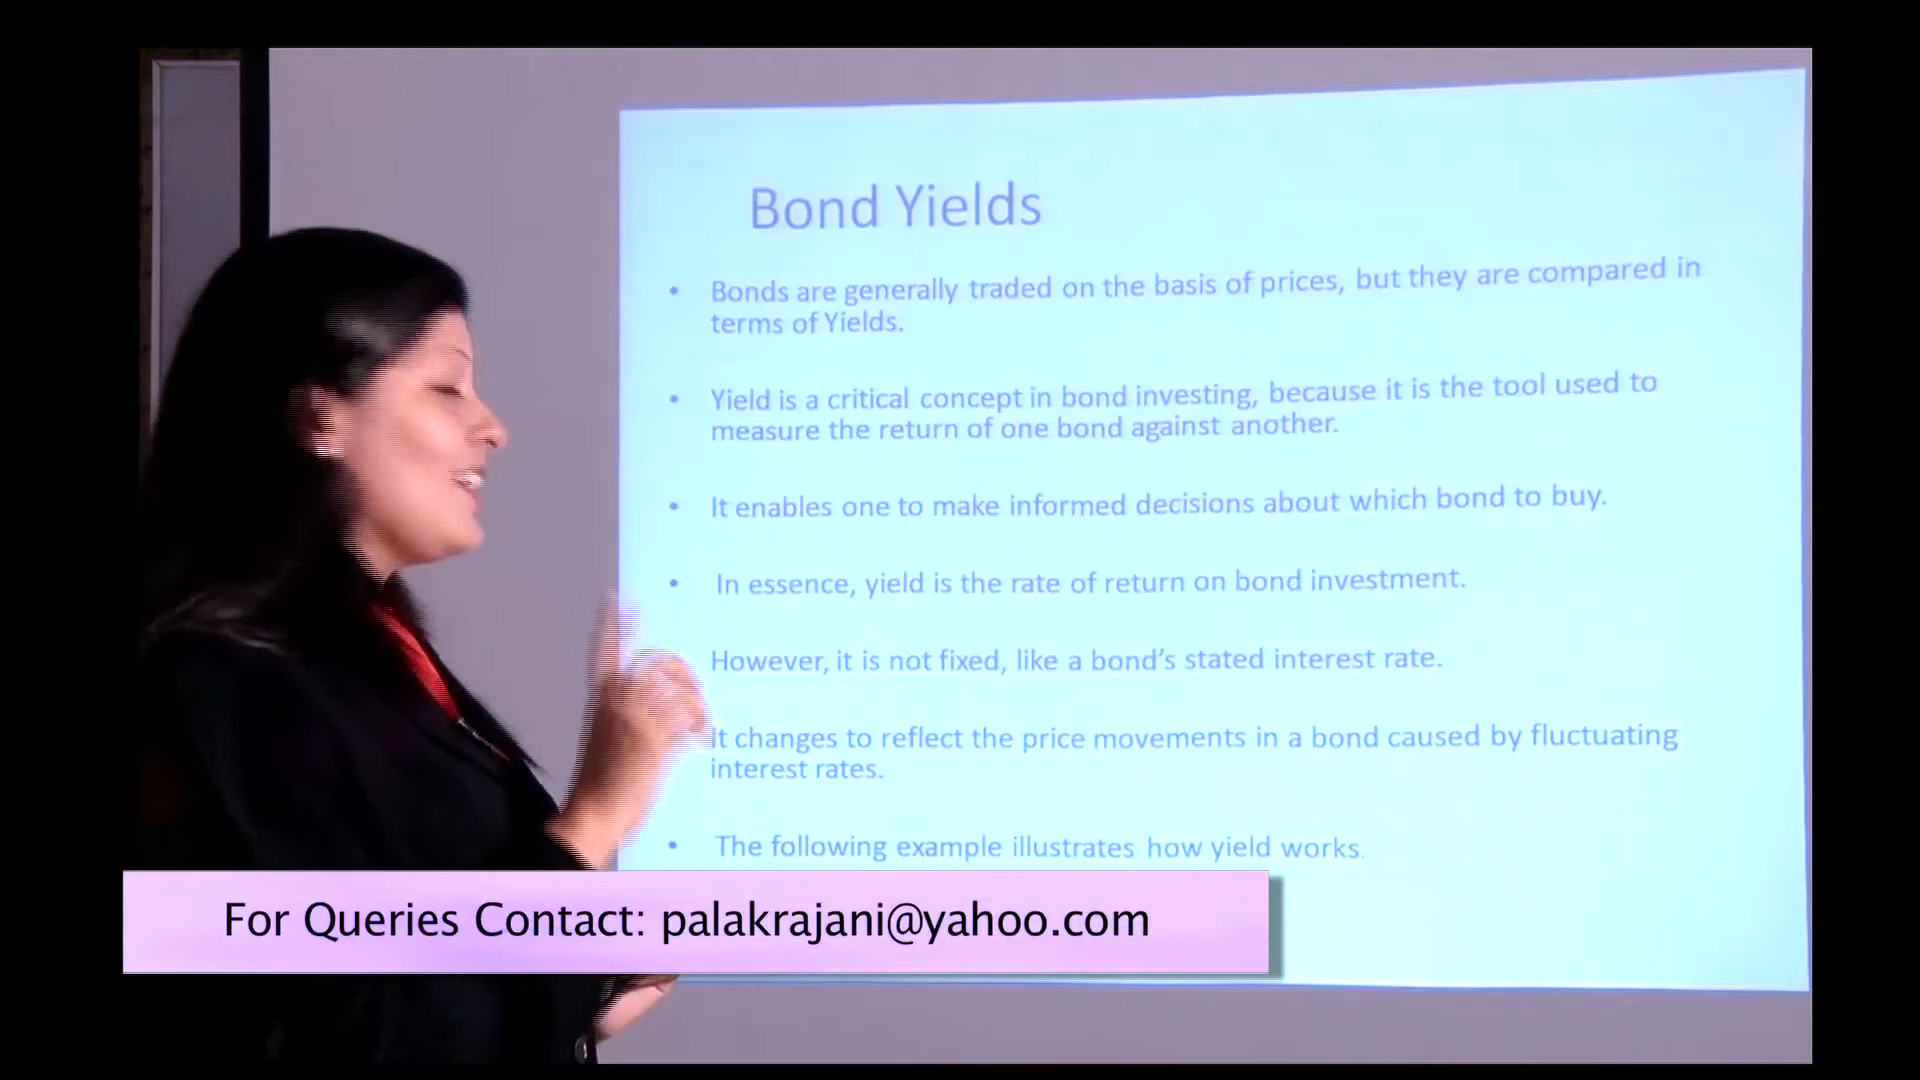 Bond Yields
• Bonds are generally traded on the basis of prices, but they are compared in
terms of Yields.
• Yield is a critical concept in bond investing, because it is the tool used to
measure the return of one bond against another.
• It enables one to make informed decisions about which bond to buy.
• In essence, yield is the rate of return on bond investment.
However, it is not fixed, like a bond’s stated interest rate.
It changes to reflect the price movements in a bond caused by fluctuating
interest rates.
• The following example illustrates how yield works.
For Queries Contact: palakrajani@yahoo.com